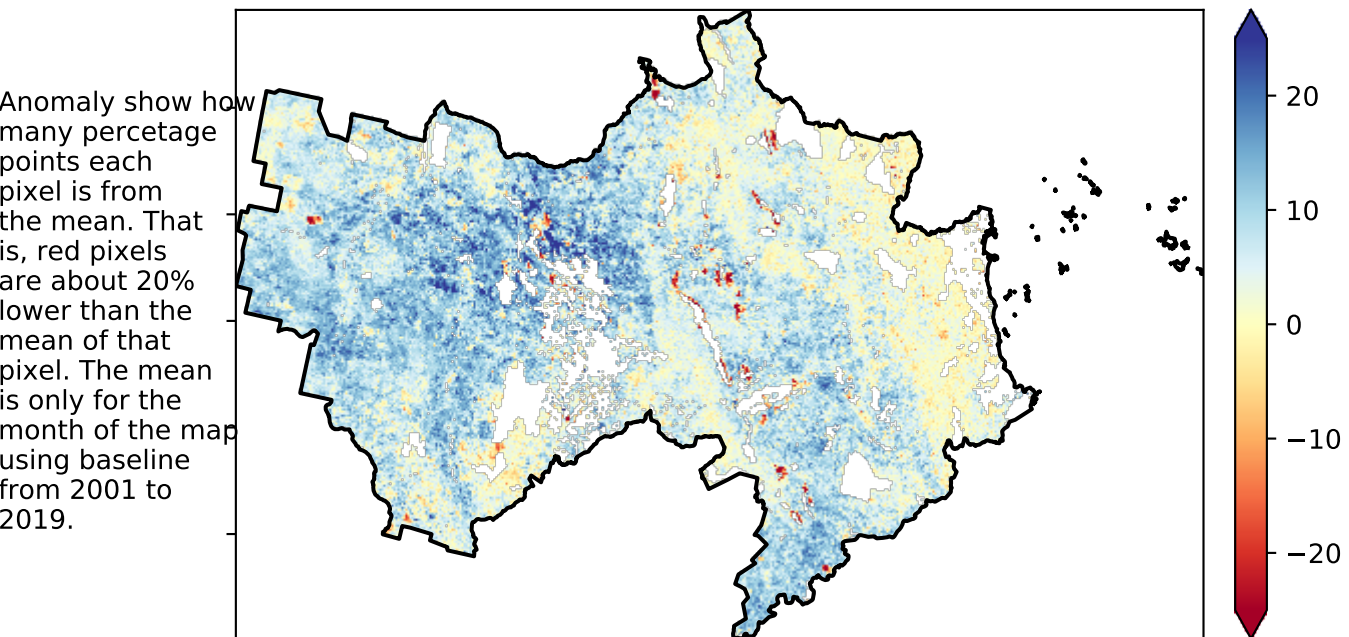 Anomaly show how
many percetage
points each
pixel is from
the mean. That
is, red pixels
are about 20%
lower than the
mean of that
pixel. The mean
is only for the
month of the map
using baseline
from 2001 to
2019.
20
10
0
−10
−20